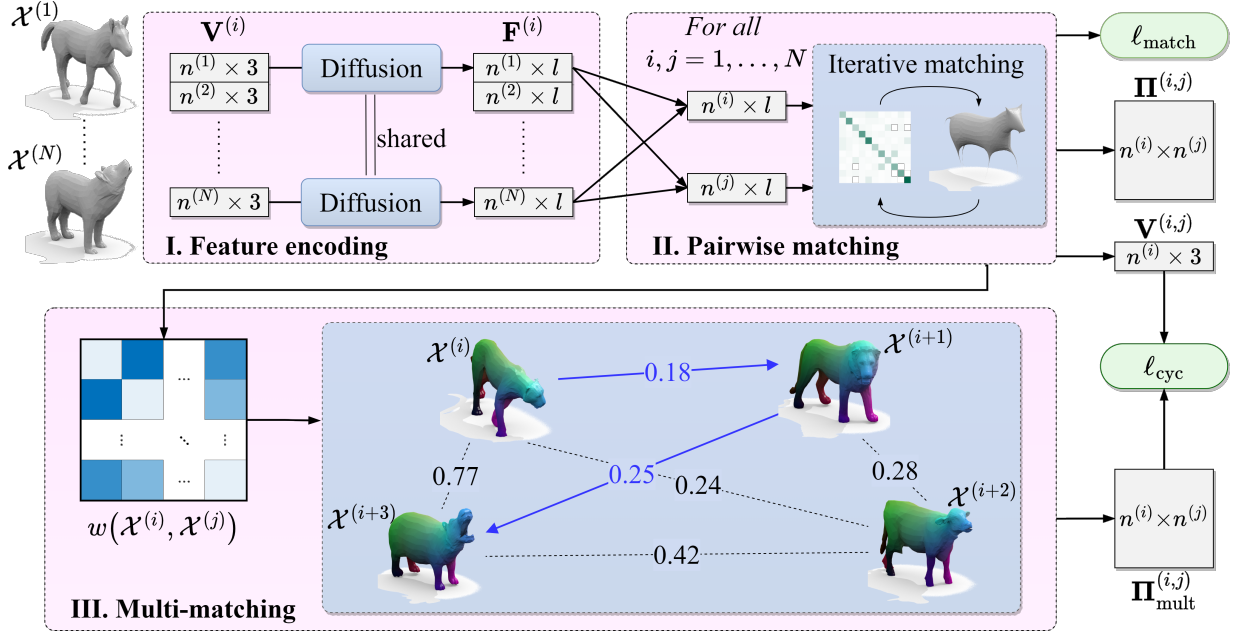 𝒳⁽¹⁾
⋮
𝒳⁽ᴺ⁾
V⁽ⁱ⁾
n⁽¹⁾ × 3
n⁽²⁾ × 3
⋮
n⁽ᴺ⁾ × 3
Diffusion
shared
Diffusion
F⁽ⁱ⁾
n⁽¹⁾ × l
n⁽²⁾ × l
⋮
n⁽ᴺ⁾ × l
I. Feature encoding
For all
i, j = 1, . . . , N
n⁽ⁱ⁾ × l
n⁽ʲ⁾ × l
Iterative matching
II. Pairwise matching
ℓ_match
Π⁽ⁱ,ʲ⁾
n⁽ⁱ⁾×n⁽ʲ⁾
V⁽ⁱ,ʲ⁾
n⁽ⁱ⁾ × 3
ℓ_cyc
...
⋮ ⋱ ⋮
...
w(𝒳⁽ⁱ⁾, 𝒳⁽ʲ⁾)
𝒳⁽ⁱ⁾
0.18
𝒳⁽ⁱ⁺¹⁾
0.77
0.25
0.24
0.28
𝒳⁽ⁱ⁺³⁾
𝒳⁽ⁱ⁺²⁾
0.42
III. Multi-matching
n⁽ⁱ⁾×n⁽ʲ⁾
Π_mult⁽ⁱ,ʲ⁾